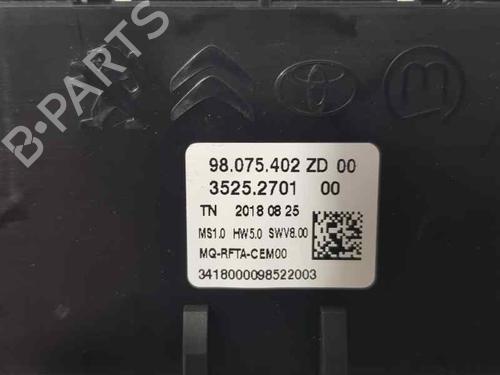 B-PARTS
98.075.402 ZD 00
3525.2701 00
TN 2018 08 25
MS1.0 HW5.0 SWV8.00
MQ-RFTA-CEM00
3418000098522003